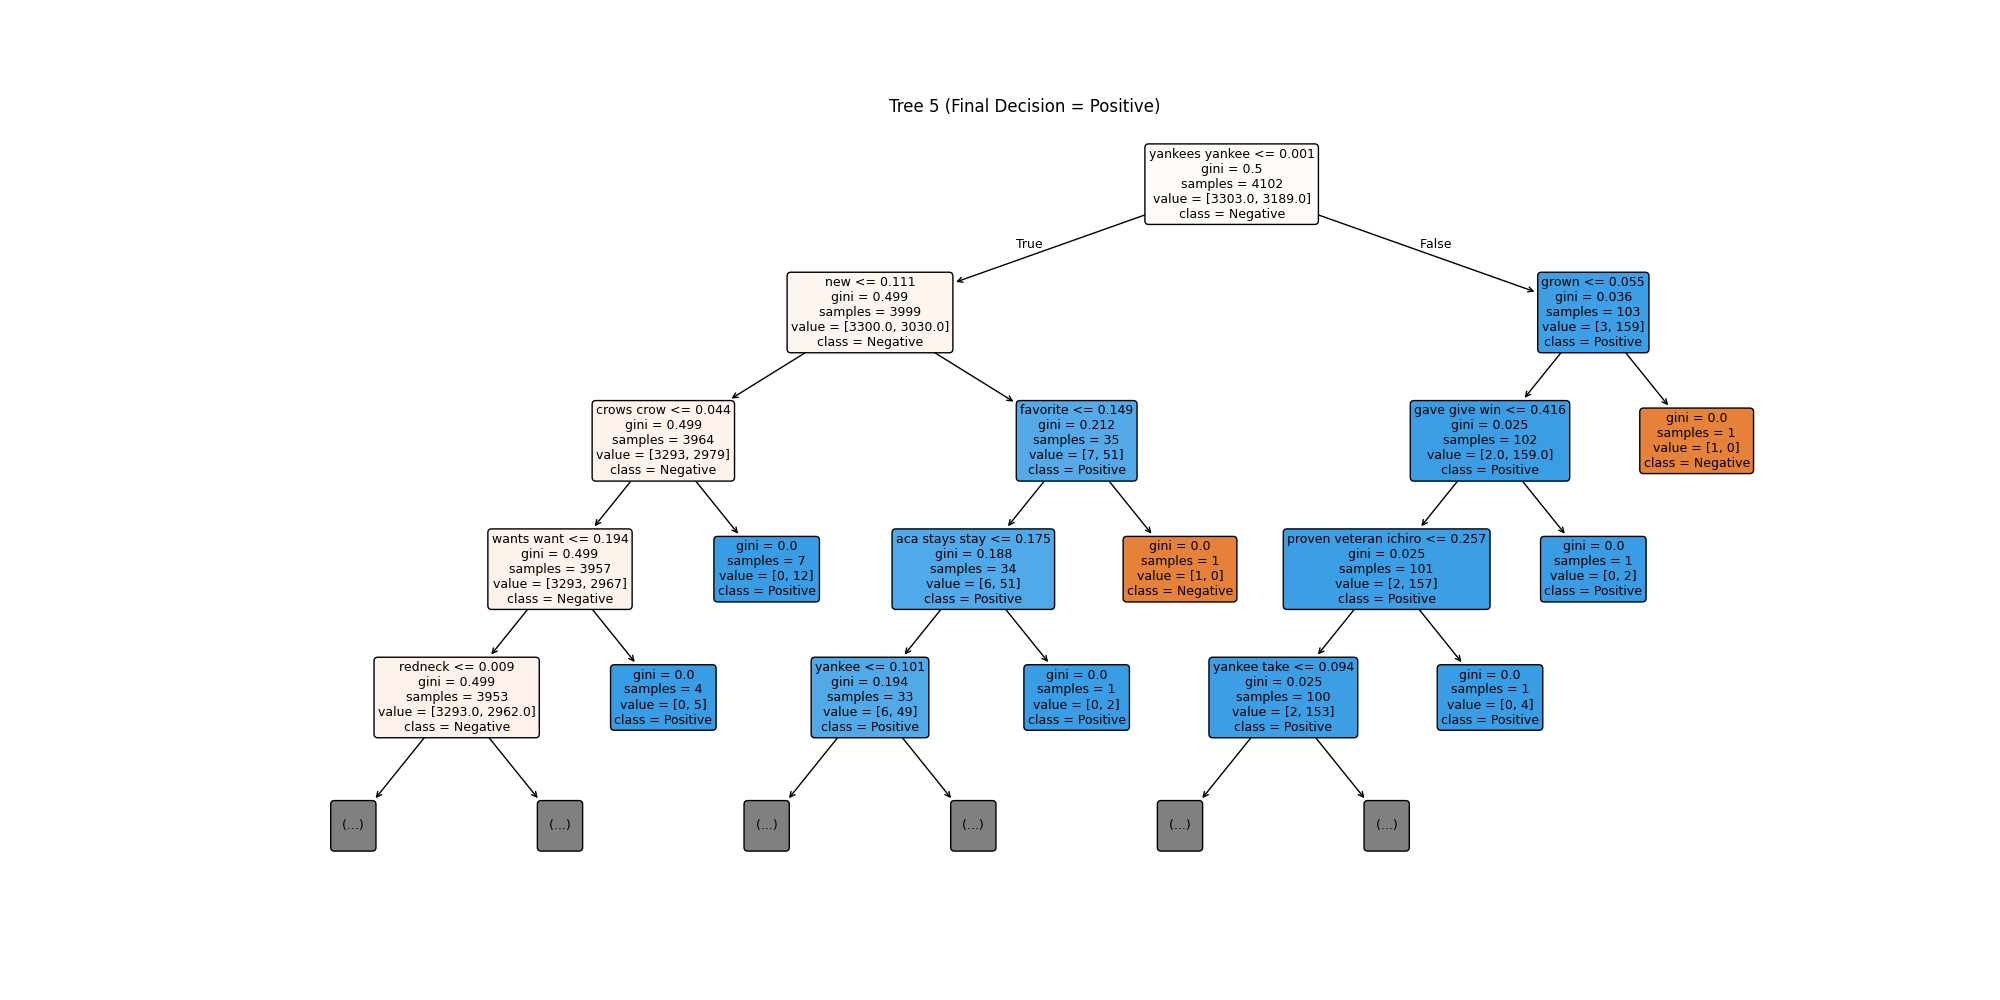 Tree 5 (Final Decision = Positive)
yankees yankee <= 0.001
gini = 0.5
samples = 4102
value = [3303.0, 3189.0]
class = Negative
True
False
new <= 0.111
gini = 0.499
samples = 3999
value = [3300.0, 3030.0]
class = Negative
grown <= 0.055
gini = 0.036
samples = 103
value = [3, 159]
class = Positive
crows crow <= 0.044
gini = 0.499
samples = 3964
value = [3293, 2979]
class = Negative
favorite <= 0.149
gini = 0.212
samples = 35
value = [7, 51]
class = Positive
gave give win <= 0.416
gini = 0.025
samples = 102
value = [2.0, 159.0]
class = Positive
gini = 0.0
samples = 1
value = [1, 0]
class = Negative
wants want <= 0.194
gini = 0.499
samples = 3957
value = [3293, 2967]
class = Negative
gini = 0.0
samples = 7
value = [0, 12]
class = Positive
aca stays stay <= 0.175
gini = 0.188
samples = 34
value = [6, 51]
class = Positive
gini = 0.0
samples = 1
value = [1, 0]
class = Negative
proven veteran ichiro <= 0.257
gini = 0.025
samples = 101
value = [2, 157]
class = Positive
gini = 0.0
samples = 1
value = [0, 2]
class = Positive
redneck <= 0.009
gini = 0.499
samples = 3953
value = [3293.0, 2962.0]
class = Negative
gini = 0.0
samples = 4
value = [0, 5]
class = Positive
yankee <= 0.101
gini = 0.194
samples = 33
value = [6, 49]
class = Positive
gini = 0.0
samples = 1
value = [0, 2]
class = Positive
yankee take <= 0.094
gini = 0.025
samples = 100
value = [2, 153]
class = Positive
gini = 0.0
samples = 1
value = [0, 4]
class = Positive
(...)
(...)
(...)
(...)
(...)
(...)